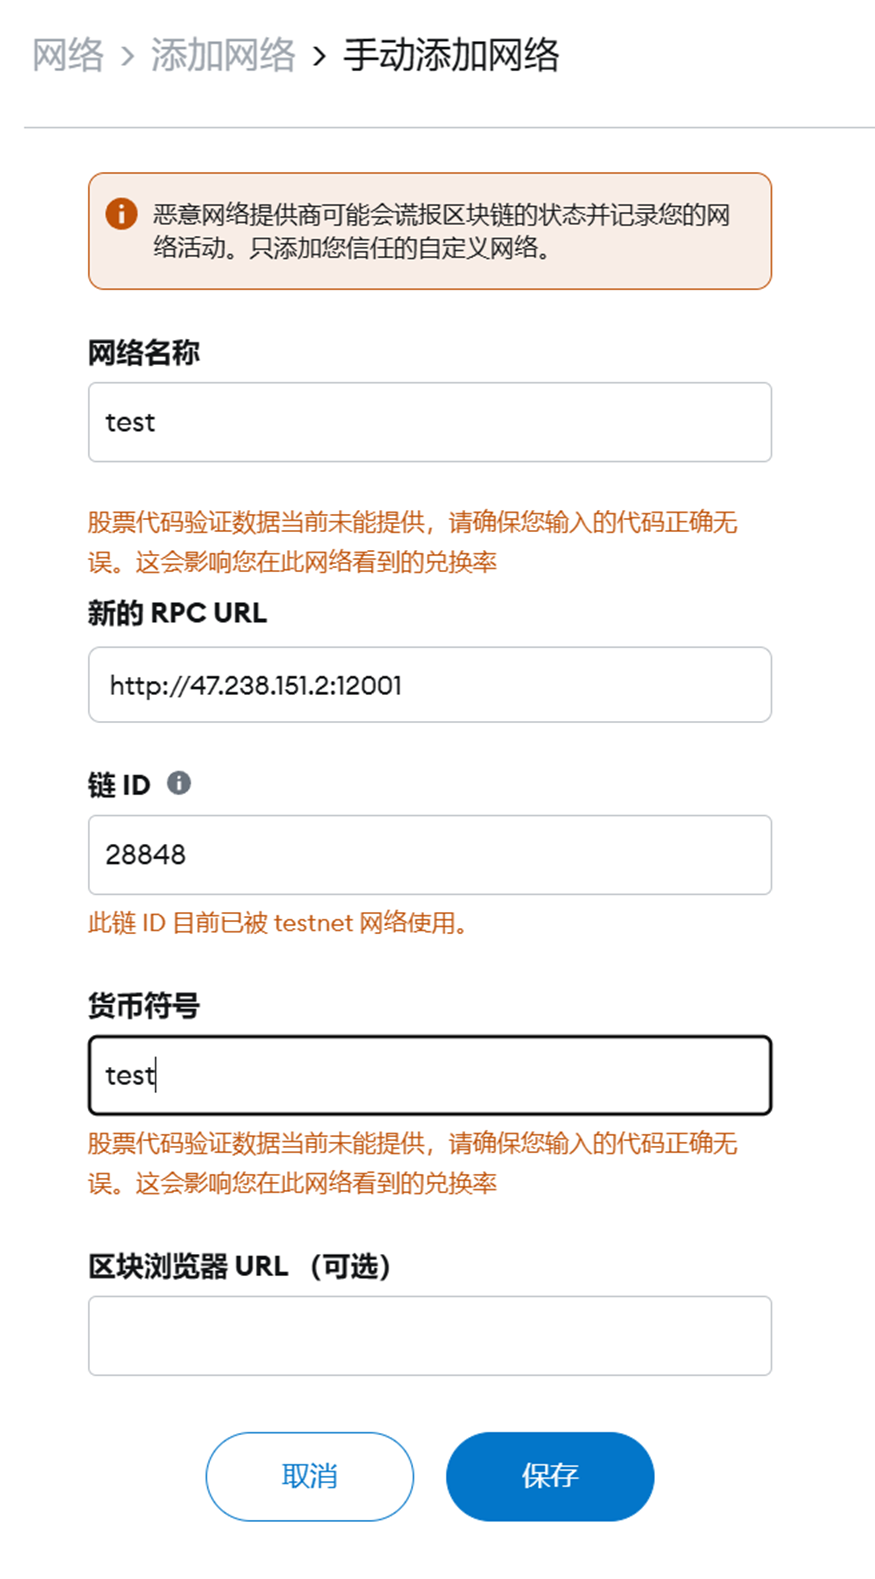 网络 > 添加网络 > 手动添加网络
恶意网络提供商可能会谎报区块链的状态并记录您的网
络活动。只添加您信任的自定义网络。
网络名称
test
股票代码验证数据当前未能提供，请确保您输入的代码正确无
误。这会影响您在此网络看到的兑换率
新的 RPC URL
http://47.238.151.2:12001
链 ID
28848
此链 ID 目前已被 testnet 网络使用。
货币符号
test
股票代码验证数据当前未能提供，请确保您输入的代码正确无
误。这会影响您在此网络看到的兑换率
区块浏览器 URL （可选）
取消
保存